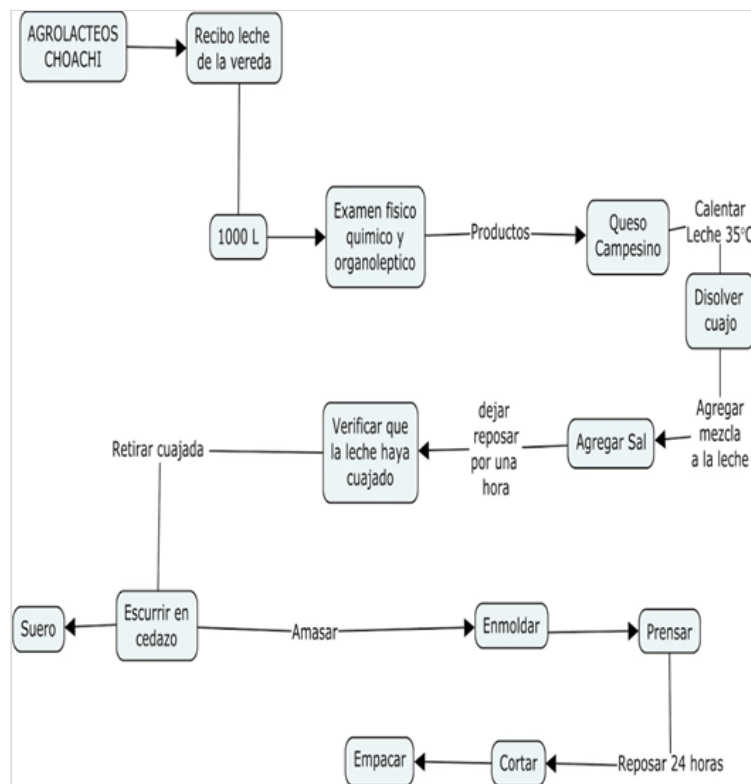 AGROLACTEOS
CHOACHI
Recibo leche
de la vereda
1000 L
Examen fisico
quimico y
organoleptico
Productos
Queso
Campesino
Calentar
Leche 35°C
Disolver
cuajo
Agregar
mezcla
a la leche
Agregar Sal
dejar
reposar
por una
hora
Verificar que
la leche haya
cuajado
Retirar cuajada
Escurrir en
cedazo
Suero
Amasar
Enmoldar
Prensar
Reposar 24 horas
Cortar
Empacar